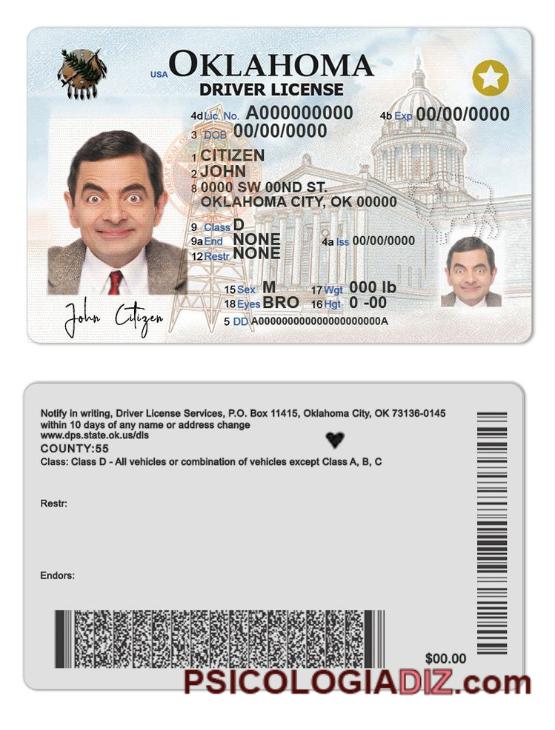 USA OKLAHOMA
DRIVER LICENSE
4d Lic. No. A000000000 4b Exp 00/00/0000
3 DOB 00/00/0000
1 CITIZEN
2 JOHN
8 0000 SW 00ND ST.
OKLAHOMA CITY, OK 00000
9 Class D
9a End NONE 4a Iss 00/00/0000
12 Restr NONE
15 Sex M 17 Wgt 000 lb
18 Eyes BRO 16 Hgt 0 -00
John Citizen
5 DD A0000000000000000000A
Notify in writing, Driver License Services, P.O. Box 11415, Oklahoma City, OK 73136-0145
within 10 days of any name or address change
www.dps.state.ok.us/dls
COUNTY:55
Class: Class D - All vehicles or combination of vehicles except Class A, B, C
Restr:
Endors:
$00.00
PSICOLOGIADIZ.com